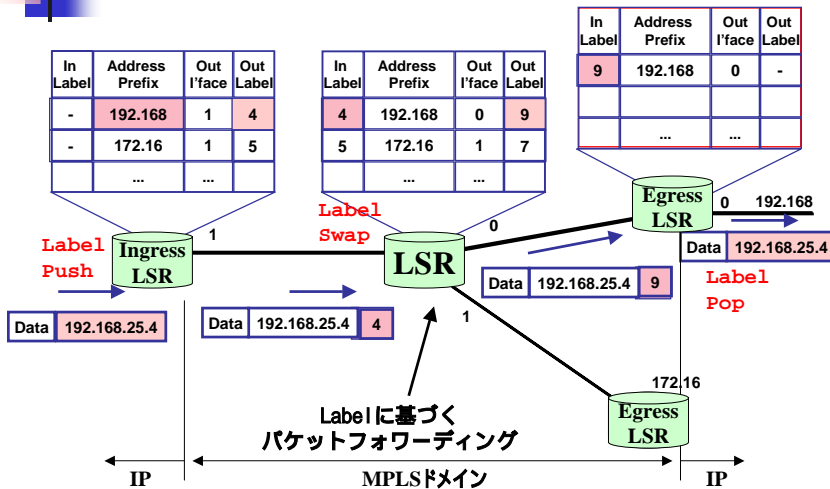 In Label Address Prefix Out I'face Out Label
- 192.168 1 4
- 172.16 1 5
... ...
In Label Address Prefix Out I'face Out Label
4 192.168 0 9
5 172.16 1 7
... ...
In Label Address Prefix Out I'face Out Label
9 192.168 0 -
... ...
Label Push
Ingress LSR
1
Label Swap
LSR
0
1
Egress LSR
0
192.168
Data 192.168.25.4
Data 192.168.25.4 4
Data 192.168.25.4 9
Data 192.168.25.4
Label Pop
172.16
Egress LSR
Labelに基づく
パケットフォワーディング
IP
MPLSドメイン
IP